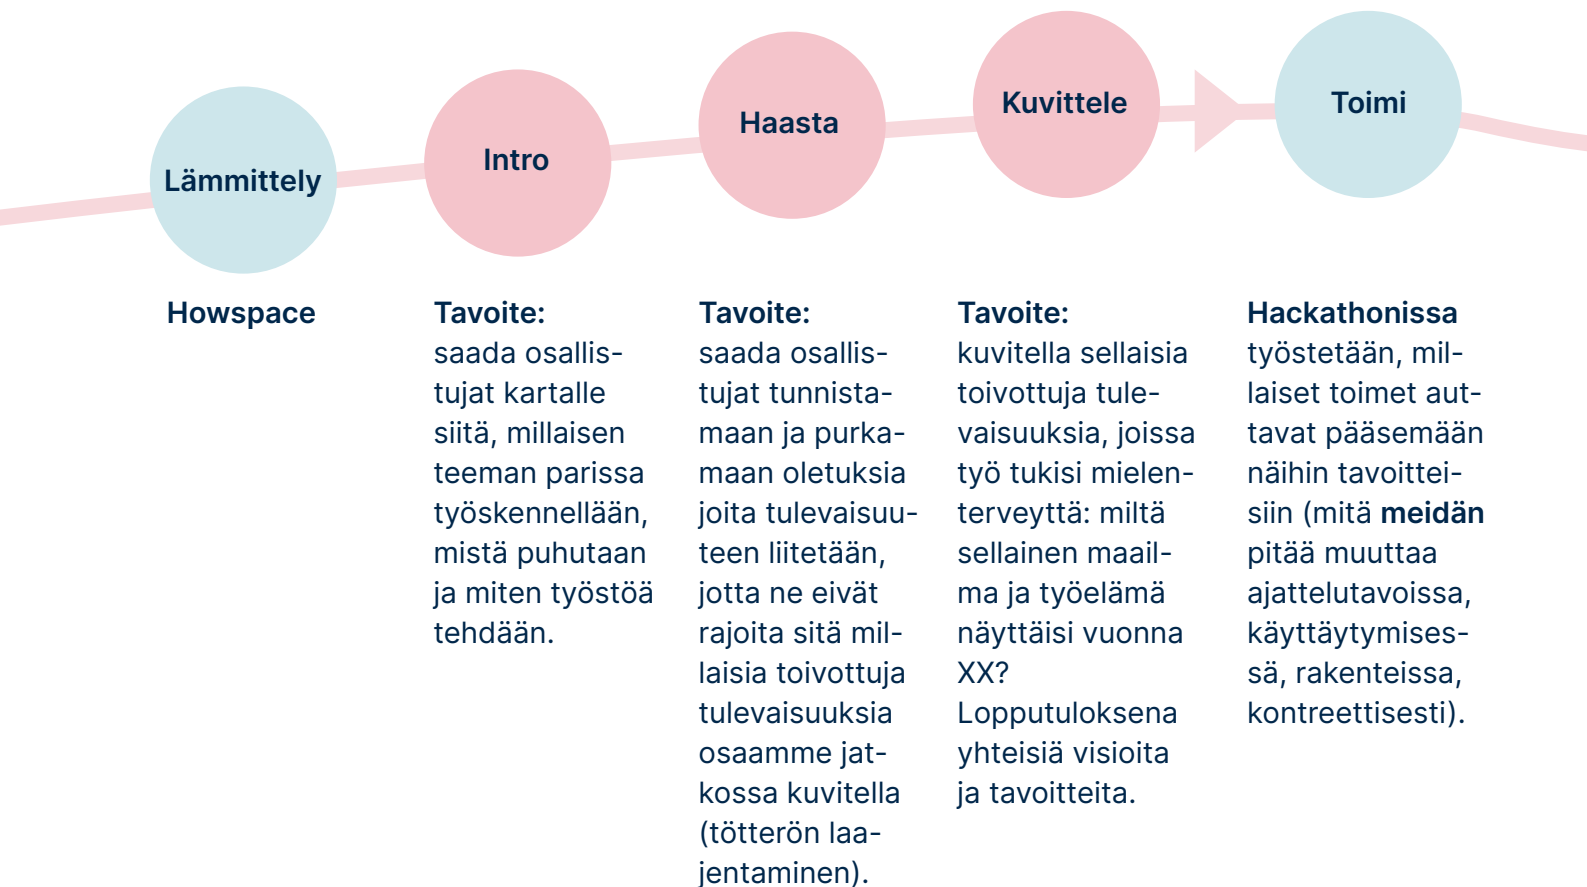 Lämmittely
Intro
Haasta
Kuvittele
Toimi
Howspace
Tavoite:
saada osallis-
tujat kartalle
siitä, millaisen
teeman parissa
työskennellään,
mistä puhutaan
ja miten työstöä
tehdään.
Tavoite:
saada osallis-
tujat tunnista-
maan ja purka-
maan oletuksia
joita tulevaisuu-
teen liitetään,
jotta ne eivät
rajoita sitä mil-
laisia toivottuja
tulevaisuuksia
osaamme jat-
kossa kuvitella
(tötterön laa-
jentaminen).
Tavoite:
kuvitella sellaisia
toivottuja tule-
vaisuuksia, joissa
työ tukisi mielen-
terveyttä: miltä
sellainen maail-
ma ja työelämä
näyttäisi vuonna
XX?
Lopputuloksena
yhteisiä visioita
ja tavoitteita.
Hackathonissa
työstetään, mil-
laiset toimet aut-
tavat pääsemään
näihin tavoittei-
siin (mitä meidän
pitää muuttaa
ajattelutavoissa,
käyttäytymises-
sä, rakenteissa,
kontreettisesti).